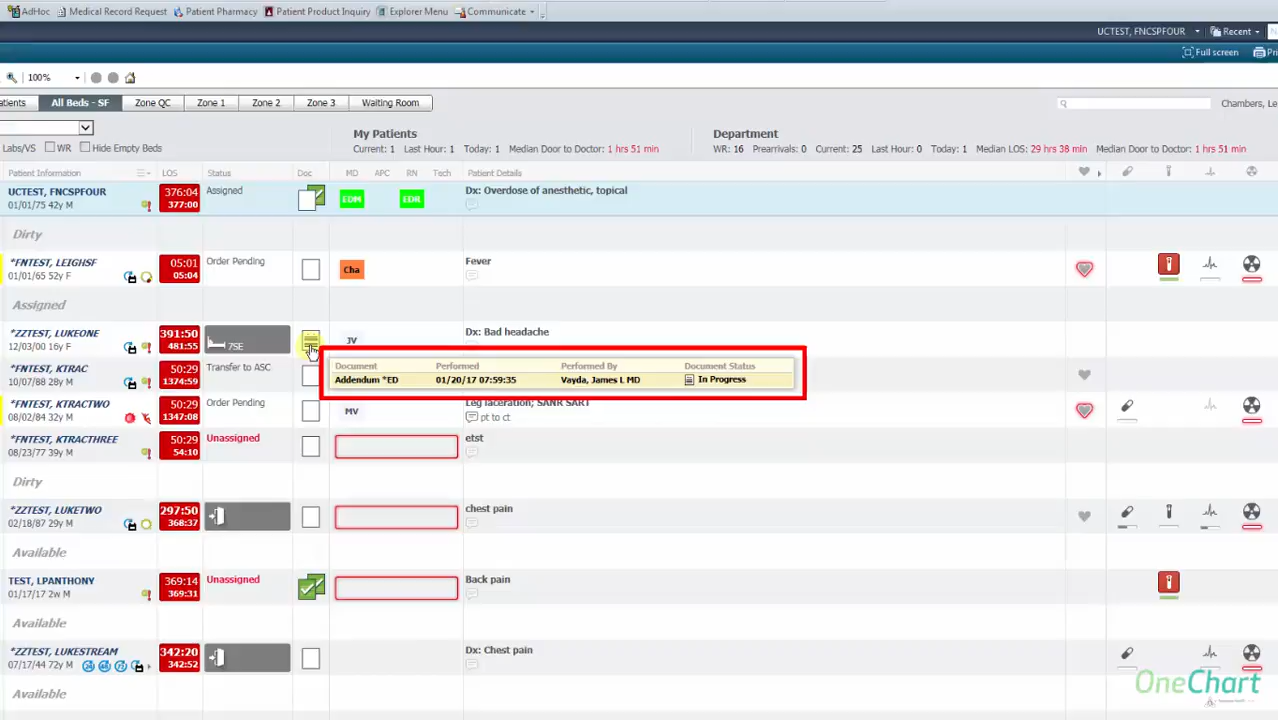 AdHoc Medical Record Request Patient Pharmacy Patient Product Inquiry Explorer Menu Communicate
UCTEST, FNCSPFOUR Recent
Full screen Pri
100%
atients All Beds - SF Zone QC Zone 1 Zone 2 Zone 3 Waiting Room Chambers, Le
My Patients Department
Labs/VS WR Hide Empty Beds Current: 1 Last Hour: 1 Today: 1 Median Door to Doctor: 1 hrs 51 min WR: 16 Prearrivals: 0 Current: 25 Last Hour: 0 Today: 1 Median LOS: 29 hrs 38 min Median Door to Doctor: 1 hrs 51 min
Patient Information LOS Status Doc MD APC RN Tech Patient Details
UCTEST, FNCSPFOUR 376:04 Assigned EDM EDR Dx: Overdose of anesthetic, topical
01/01/75 42y M 377:00
Dirty
*FNTEST, LEIGHSF 05:01 Order Pending Cha Fever
01/01/65 52y F 05:04
Assigned
*ZZTEST, LUKEONE 391:50 7SE JV Dx: Bad headache
12/03/00 16y F 481:55
Document Performed Performed By Document Status
Addendum *ED 01/20/17 07:59:35 Vayda, James L MD In Progress
*FNTEST, KTRAC 50:29 Transfer to ASC
10/07/88 28y M 1374:59
*FNTEST, KTRACTWO 50:29 Order Pending MV Leg laceration; SANR SART
08/02/84 32y M 1347:08 pt to ct
*FNTEST, KTRACTHREE 50:29 Unassigned etst
08/23/77 39y M 54:10
Dirty
*ZZTEST, LUKETWO 297:50 chest pain
02/18/87 29y M 368:37
Available
TEST, LPANTHONY 369:14 Unassigned Back pain
01/17/17 2w M 369:31
Available
*ZZTEST, LUKESTREAM 342:20 Dx: Chest pain
07/17/44 72y M 24 48 72 342:52
Available
OneChart